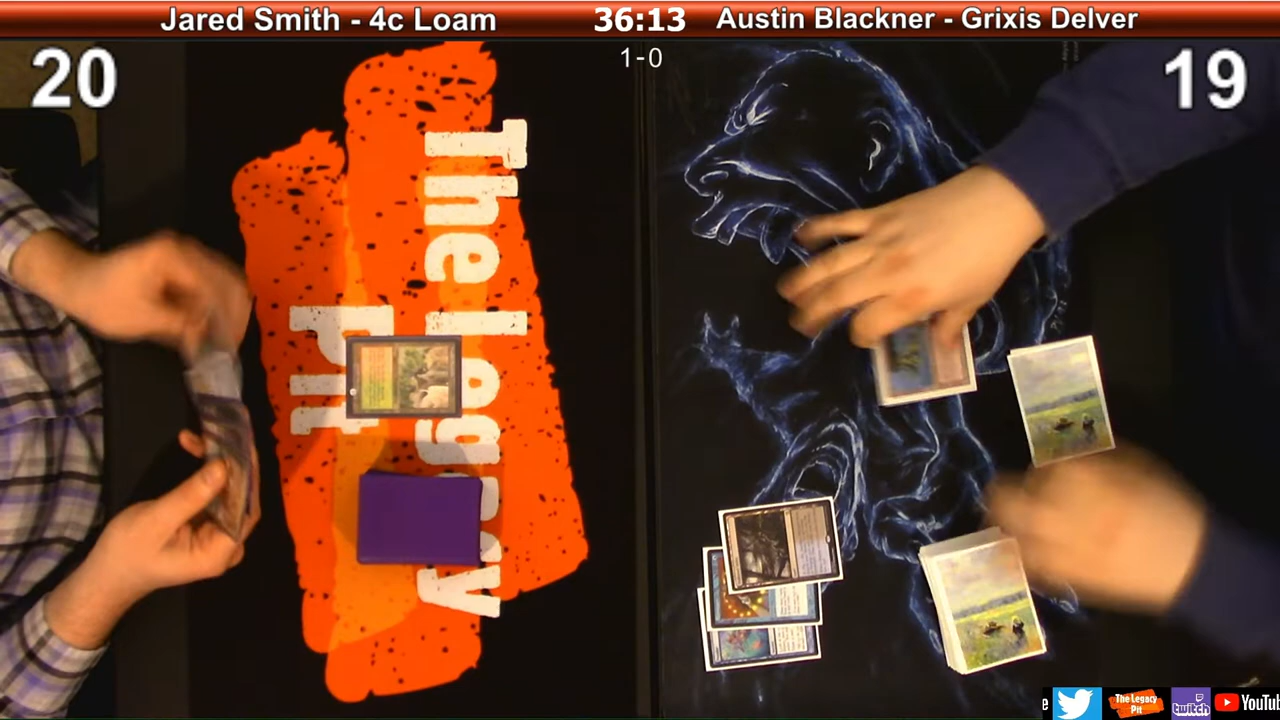 Jared Smith - 4c Loam
36:13
Austin Blackner - Grixis Delver
20
1-0
19
The Legacy
Pit
e
The Legacy
Pit
twitch
YouTub